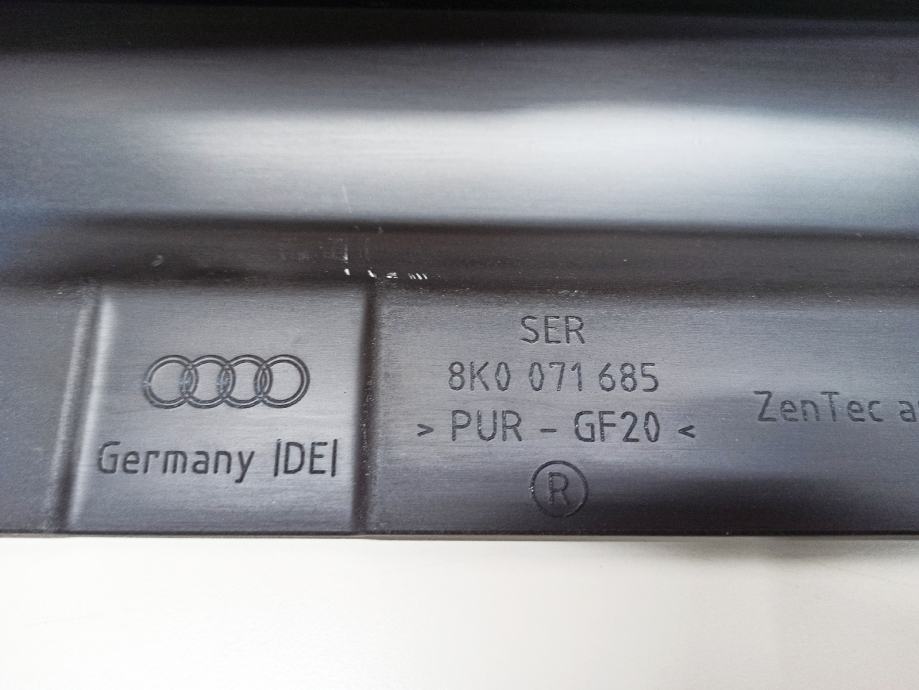 Germany |DE|
SER
8K0 071 685
> PUR - GF20 <
R
ZenTec a